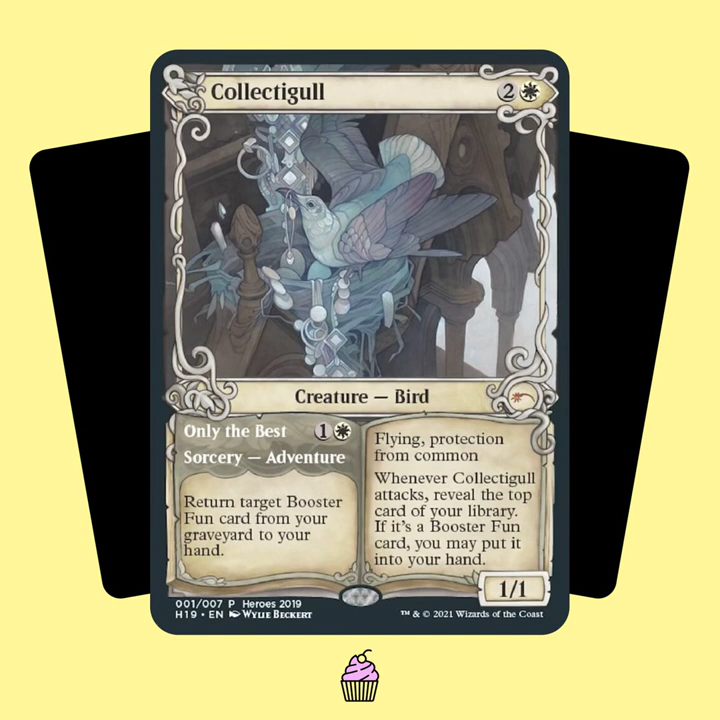 Collectigull 2
Creature — Bird
Only the Best 1
Sorcery — Adventure
Return target Booster
Fun card from your
graveyard to your
hand.
Flying, protection
from common
Whenever Collectigull
attacks, reveal the top
card of your library.
If it's a Booster Fun
card, you may put it
into your hand.
1/1
001/007 P Heroes 2019
H19 • EN Wylie Beckert
™ & © 2021 Wizards of the Coast